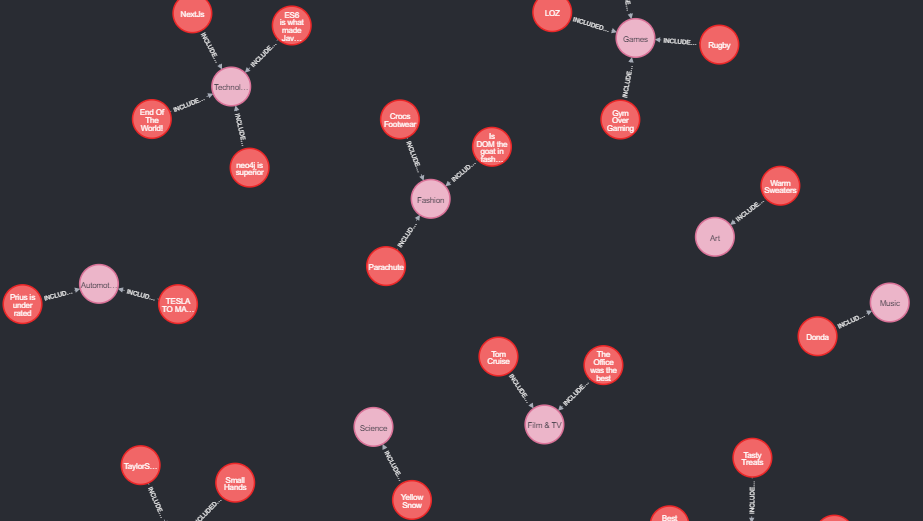 NextJs
ES6
is what
made
Jav...
INCLUDE...
INCLUDE...
Technol...
INCLUDE...
End Of
The
World!
INCLUDE...
neo4j is
superior
LOZ
INCLUDED...
Games
INCLUDE...
Rugby
INCLUDE...
Gym
Over
Gaming
Crocs
Footwear
Is
DOM the
goat in
fash...
INCLUDE...
INCLUD...
Fashion
INCLUD...
Parachute
Warm
Sweaters
INCLUDE...
Art
Prius is
under
rated
INCLUD...
Automot...
INCLUD...
TESLA
TO MA...
Music
INCLUD...
Donda
Tom
Cruise
The
Office
was the
best
INCLUDE...
INCLUDE...
Film & TV
Science
INCLUDE...
Yellow
Snow
TaylorS...
Small
Hands
INCLUDE...
INCLUDED...
Tasty
Treats
INCLUDE...
Best